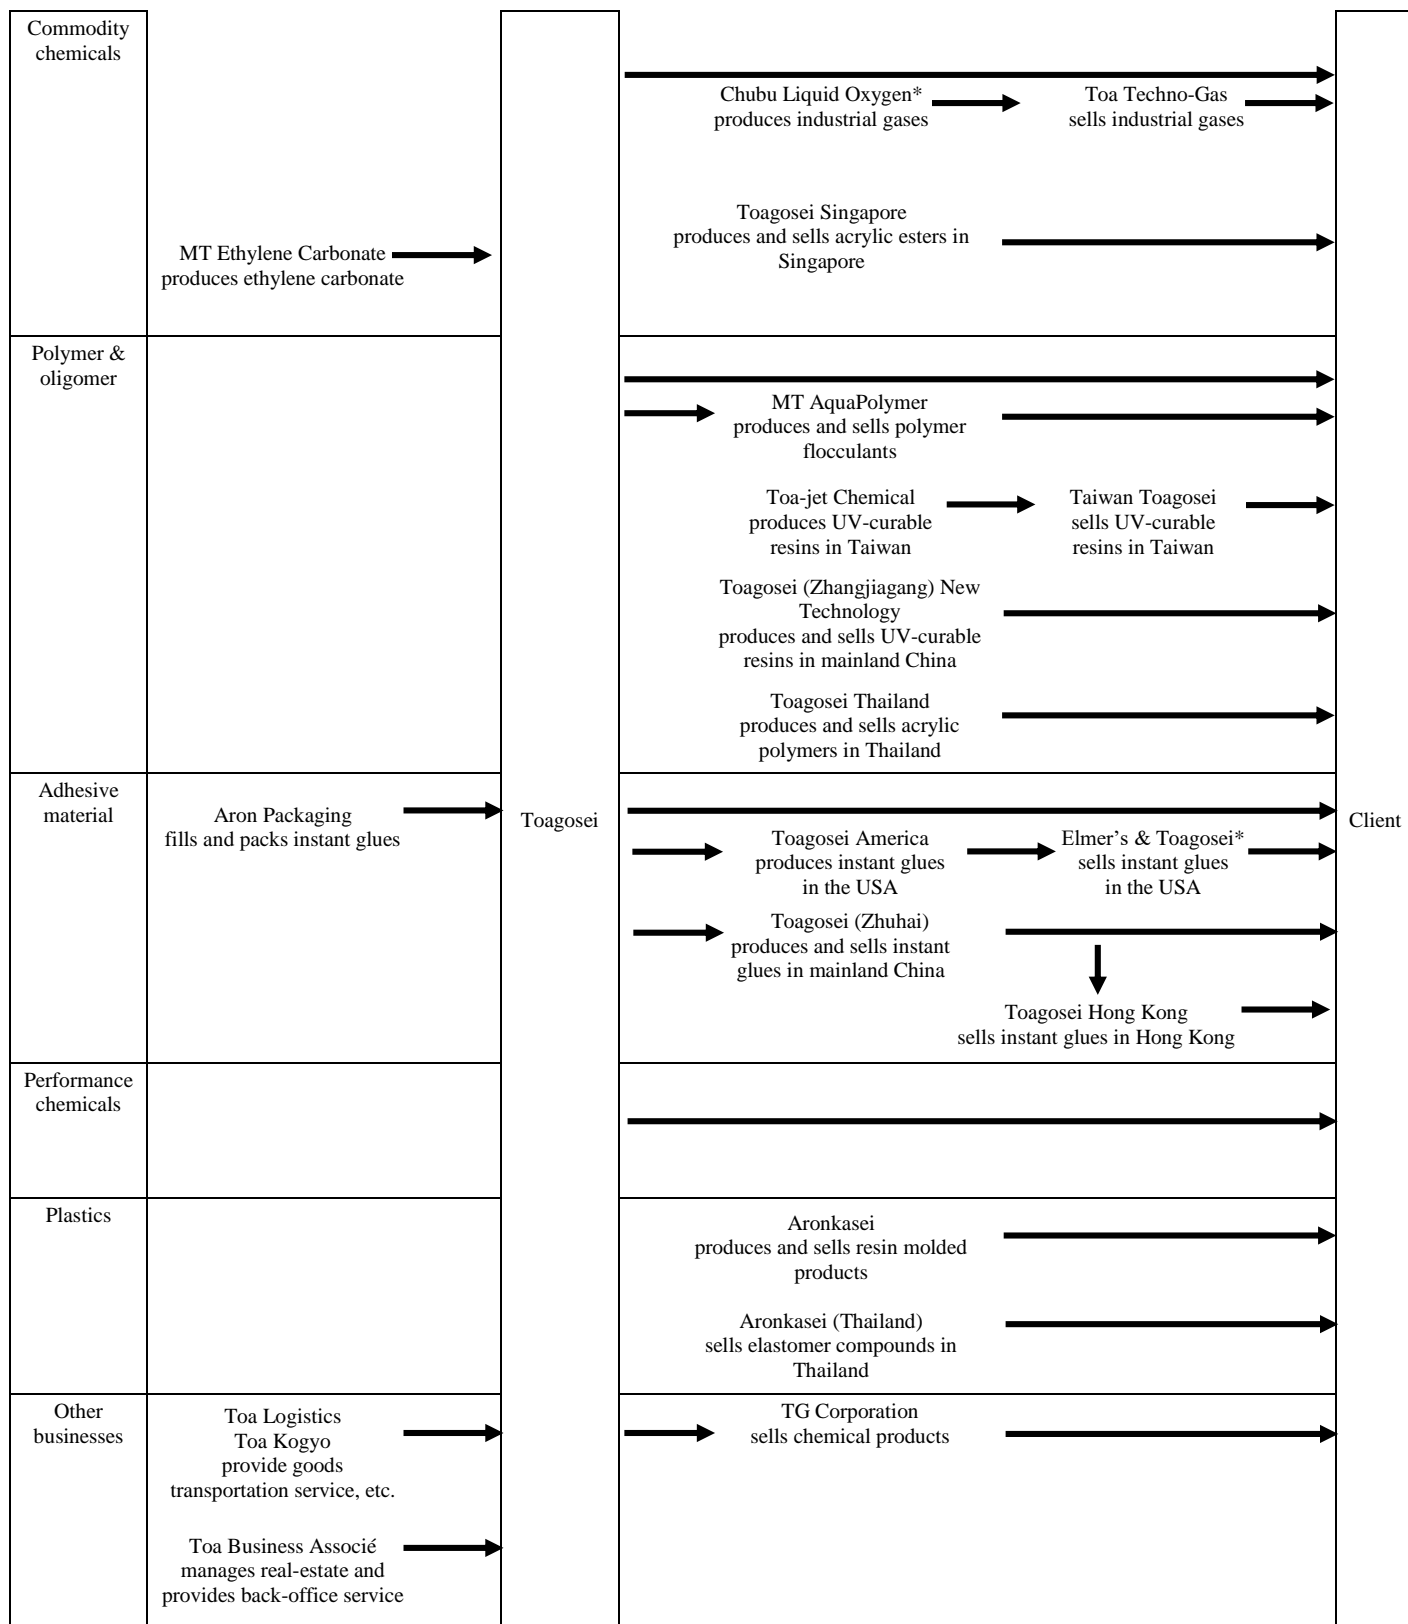 Commodity
chemicals
Chubu Liquid Oxygen*
produces industrial gases
Toa Techno-Gas
sells industrial gases
MT Ethylene Carbonate
produces ethylene carbonate
Toagosei Singapore
produces and sells acrylic esters in
Singapore
Polymer &
oligomer
MT AquaPolymer
produces and sells polymer
flocculants
Toa-jet Chemical
produces UV-curable
resins in Taiwan
Taiwan Toagosei
sells UV-curable
resins in Taiwan
Toagosei (Zhangjiagang) New
Technology
produces and sells UV-curable
resins in mainland China
Toagosei Thailand
produces and sells acrylic
polymers in Thailand
Adhesive
material
Aron Packaging
fills and packs instant glues
Toagosei
Client
Toagosei America
produces instant glues
in the USA
Elmer’s & Toagosei*
sells instant glues
in the USA
Toagosei (Zhuhai)
produces and sells instant
glues in mainland China
Toagosei Hong Kong
sells instant glues in Hong Kong
Performance
chemicals
Plastics
Aronkasei
produces and sells resin molded
products
Aronkasei (Thailand)
sells elastomer compounds in
Thailand
Other
businesses
Toa Logistics
Toa Kogyo
provide goods
transportation service, etc.
TG Corporation
sells chemical products
Toa Business Associé
manages real-estate and
provides back-office service